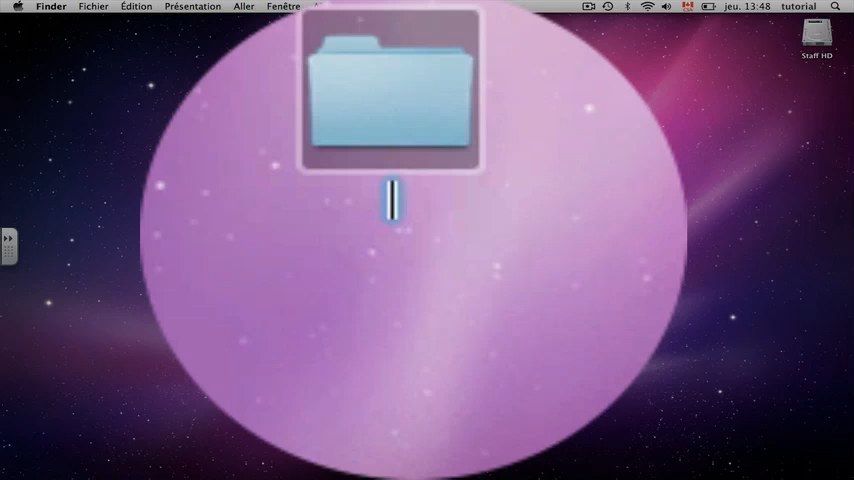 Finder Fichier Édition Présentation Aller Fenêtre
jeu. 13:48 tutorial
Staff HD